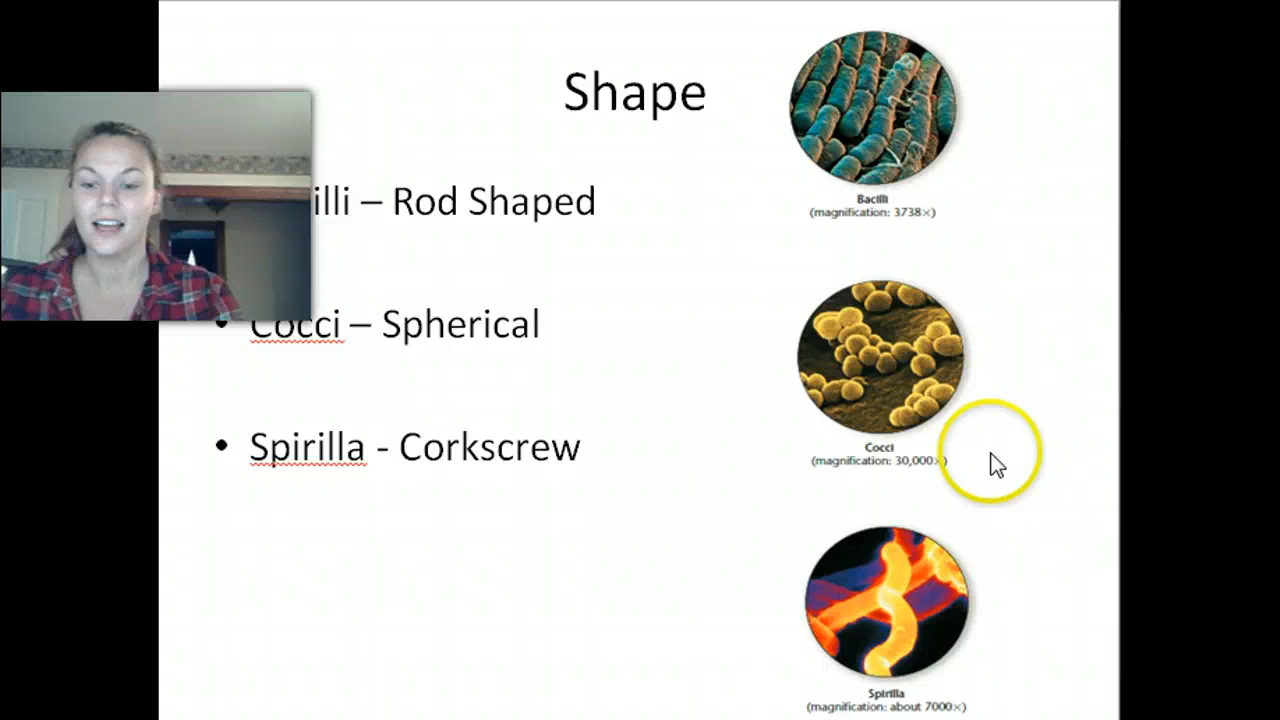 Shape
illi – Rod Shaped
• Cocci – Spherical
• Spirilla - Corkscrew
Bacilli
(magnification: 3738×)
Cocci
(magnification: 30,000×)
Spirilla
(magnification: about 7000×)